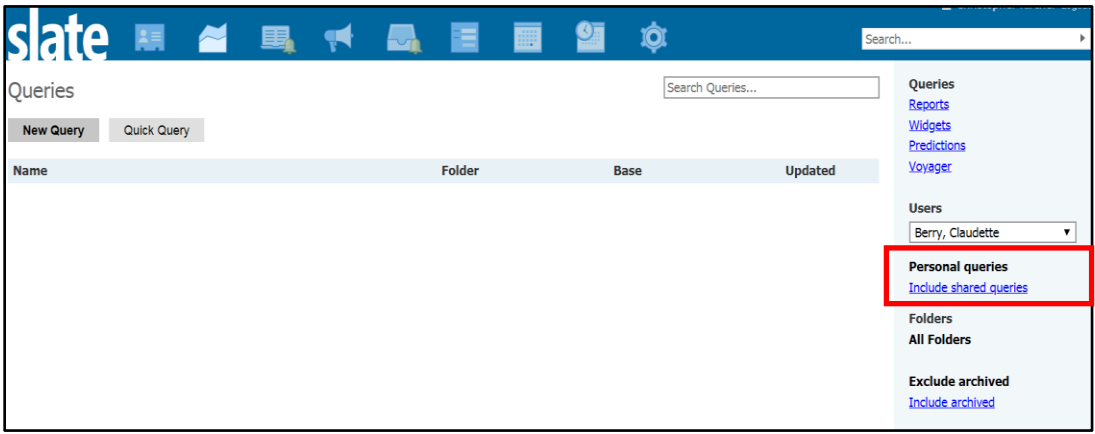 slate
Search...
Queries
Search Queries...
New Query Quick Query
Name Folder Base Updated
Queries
Reports
Widgets
Predictions
Voyager
Users
Berry, Claudette
Personal queries
Include shared queries
Folders
All Folders
Exclude archived
Include archived